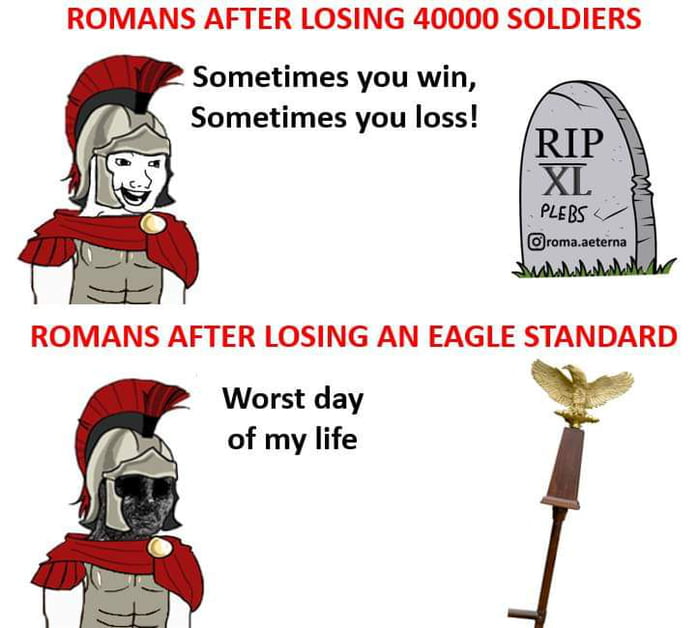 ROMANS AFTER LOSING 40000 SOLDIERS
Sometimes you win,
Sometimes you loss!
RIP
X̅L̅
PLEBS
roma.aeterna
ROMANS AFTER LOSING AN EAGLE STANDARD
Worst day
of my life